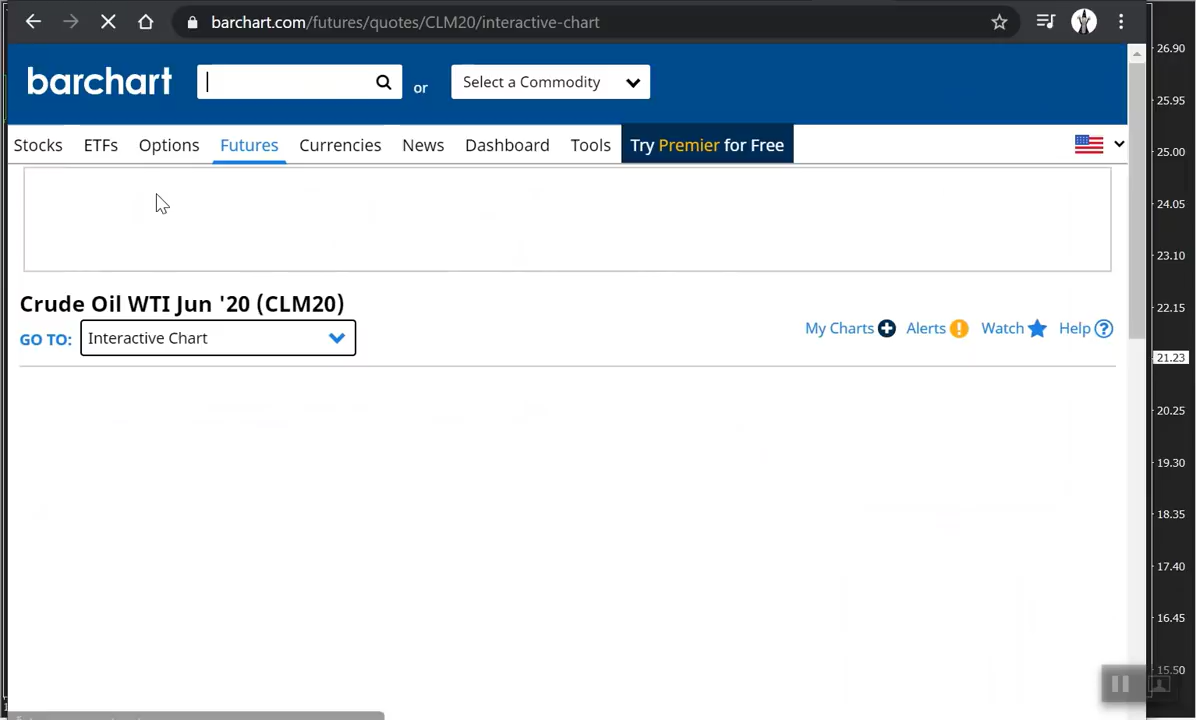 barchart.com/futures/quotes/CLM20/interactive-chart
barchart
or
Select a Commodity
Stocks
ETFs
Options
Futures
Currencies
News
Dashboard
Tools
Try Premier for Free
Crude Oil WTI Jun '20 (CLM20)
GO TO:
Interactive Chart
My Charts
Alerts
Watch
Help
26.90
25.95
25.00
24.05
23.10
22.15
21.23
20.25
19.30
18.35
17.40
16.45
15.50